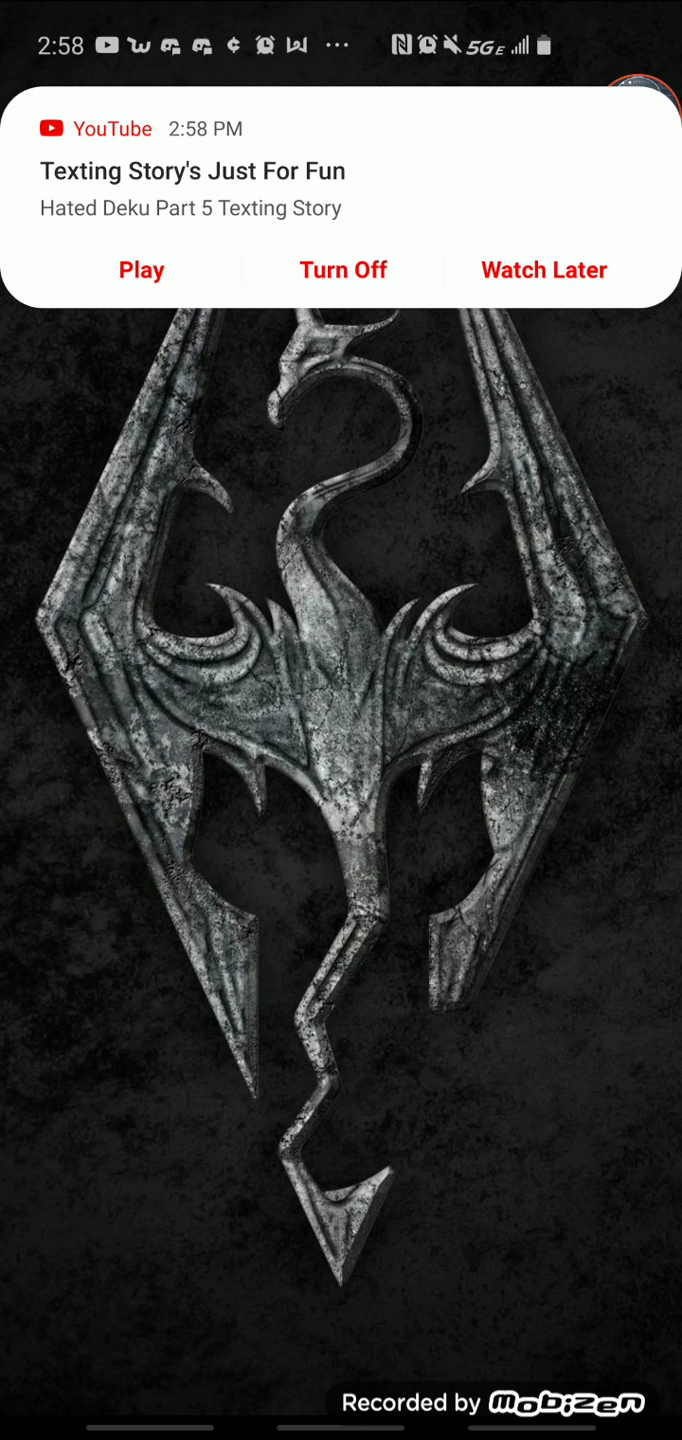 2:58 5GE
YouTube 2:58 PM
Texting Story's Just For Fun
Hated Deku Part 5 Texting Story
Play Turn Off Watch Later
Recorded by mobizen